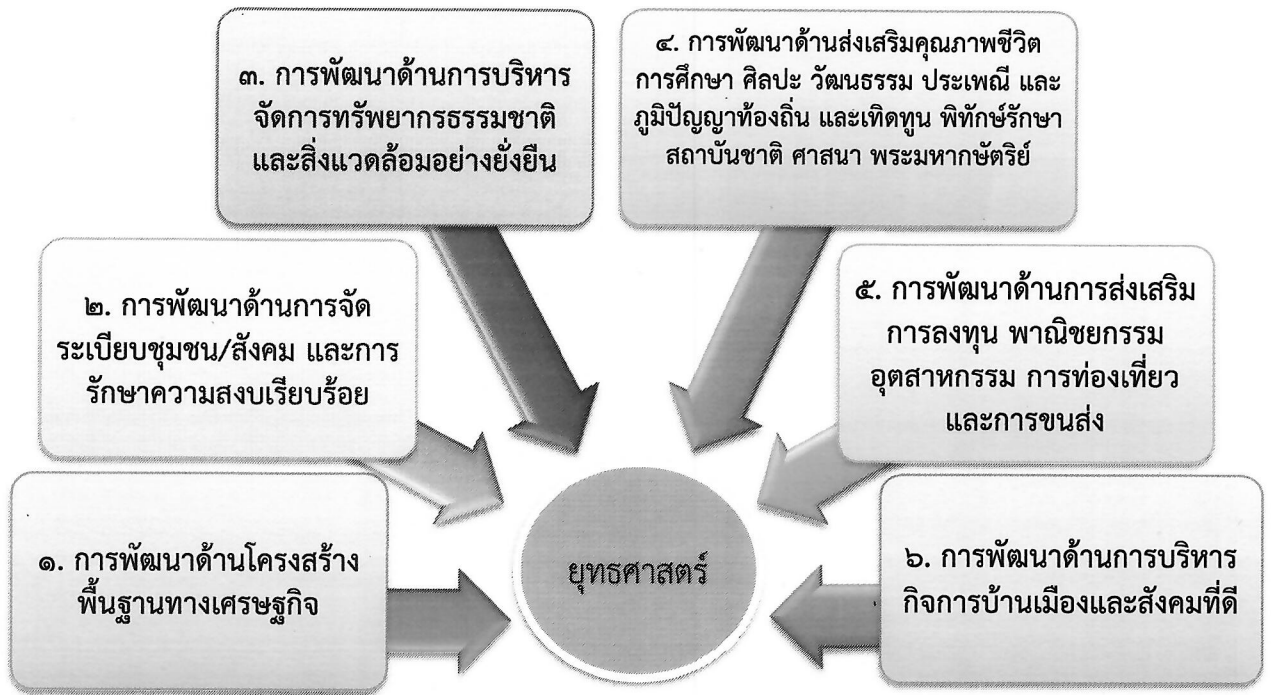 ๓. การพัฒนาด้านการบริหาร
จัดการทรัพยากรธรรมชาติ
และสิ่งแวดล้อมอย่างยั่งยืน
๔. การพัฒนาด้านส่งเสริมคุณภาพชีวิต
การศึกษา ศิลปะ วัฒนธรรม ประเพณี และ
ภูมิปัญญาท้องถิ่น และเทิดทูน พิทักษ์รักษา
สถาบันชาติ ศาสนา พระมหากษัตริย์
๒. การพัฒนาด้านการจัด
ระเบียบชุมชน/สังคม และการ
รักษาความสงบเรียบร้อย
๕. การพัฒนาด้านการส่งเสริม
การลงทุน พาณิชยกรรม
อุตสาหกรรม การท่องเที่ยว
และการขนส่ง
๑. การพัฒนาด้านโครงสร้าง
พื้นฐานทางเศรษฐกิจ
ยุทธศาสตร์
๖. การพัฒนาด้านการบริหาร
กิจการบ้านเมืองและสังคมที่ดี